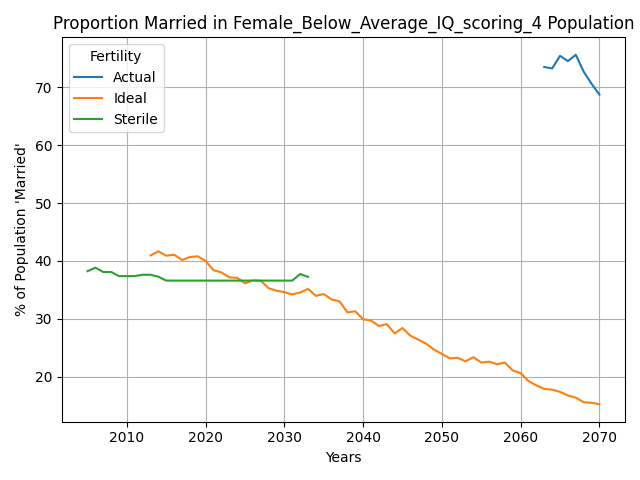 Proportion Married in Female_Below_Average_IQ_scoring_4 Population
Fertility
Actual
Ideal
Sterile
% of Population 'Married'
70
60
50
40
30
20
2010
2020
2030
2040
2050
2060
2070
Years